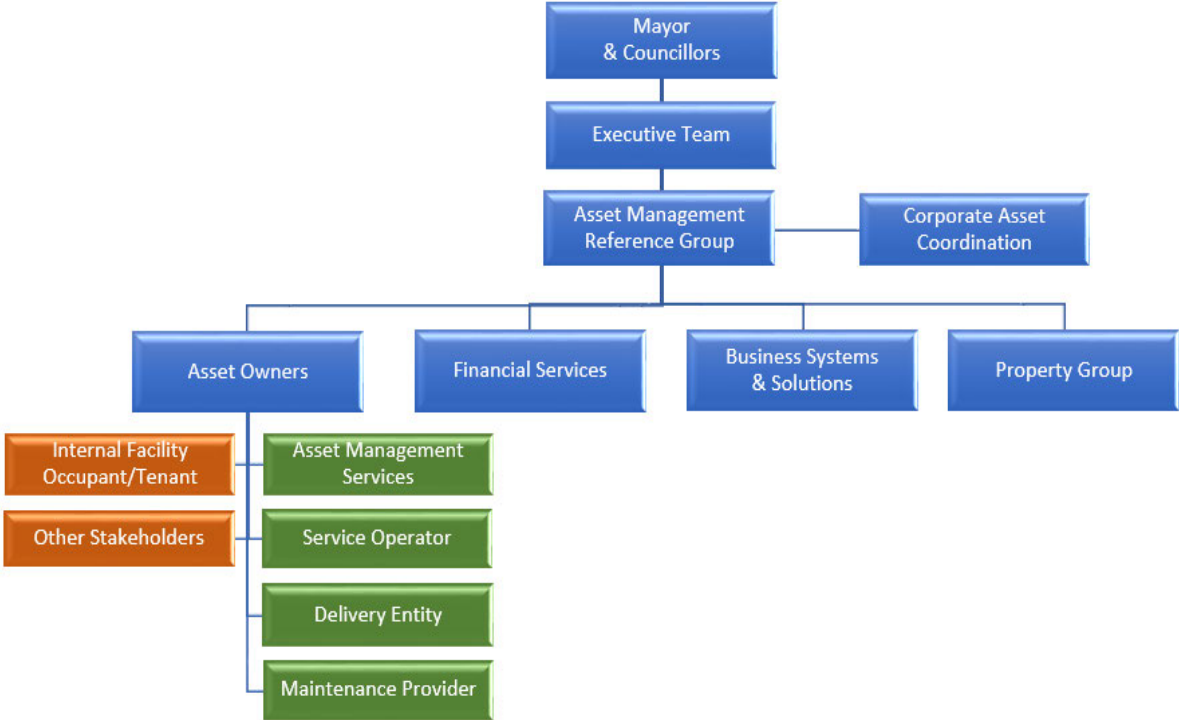 Mayor
& Councillors
Executive Team
Asset Management
Reference Group
Corporate Asset
Coordination
Asset Owners
Financial Services
Business Systems
& Solutions
Property Group
Internal Facility
Occupant/Tenant
Asset Management
Services
Other Stakeholders
Service Operator
Delivery Entity
Maintenance Provider